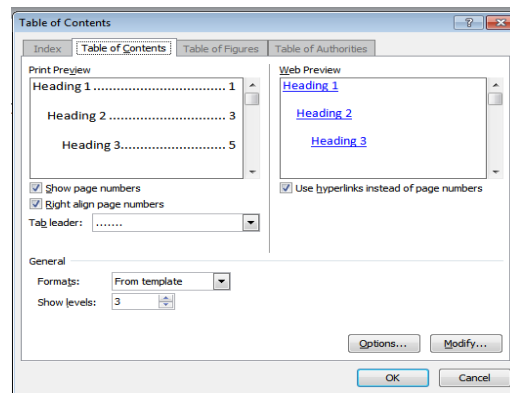 Table of Contents
Index Table of Contents Table of Figures Table of Authorities
Print Preview
Heading 1 ................................ 1
Heading 2 ............................. 3
Heading 3.......................... 5
Web Preview
Heading 1
Heading 2
Heading 3
Show page numbers
Right align page numbers
Tab leader: .......
Use hyperlinks instead of page numbers
General
Formats: From template
Show levels: 3
Options... Modify...
OK Cancel